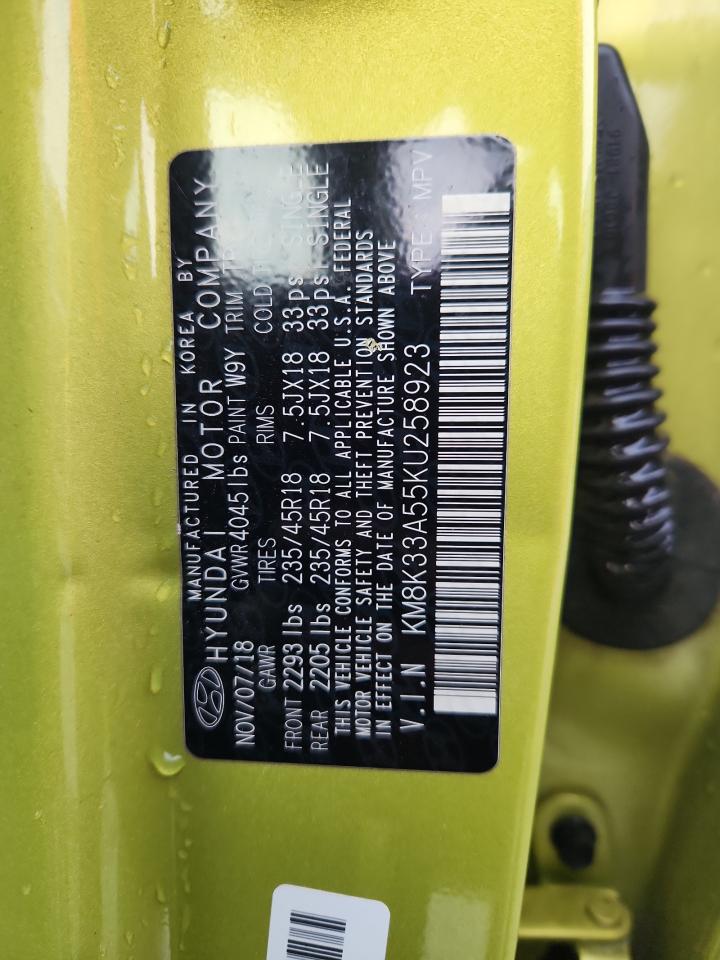 MANUFACTURED IN KOREA BY
HYUNDAI MOTOR COMPANY
NOV/07/18 GVWR 4045 lbs PAINT W9Y TRIM
GAWR TIRES RIMS COLD
FRONT 2293 lbs 235/45R18 7.5JX18 33psi SINGLE
REAR 2205 lbs 235/45R18 7.5JX18 33psi SINGLE
THIS VEHICLE CONFORMS TO ALL APPLICABLE U.S.A. FEDERAL
MOTOR VEHICLE SAFETY AND THEFT PREVENTION STANDARDS
IN EFFECT ON THE DATE OF MANUFACTURE SHOWN ABOVE
V.I.N KM8K33A55KU258923 TYPE: MPV